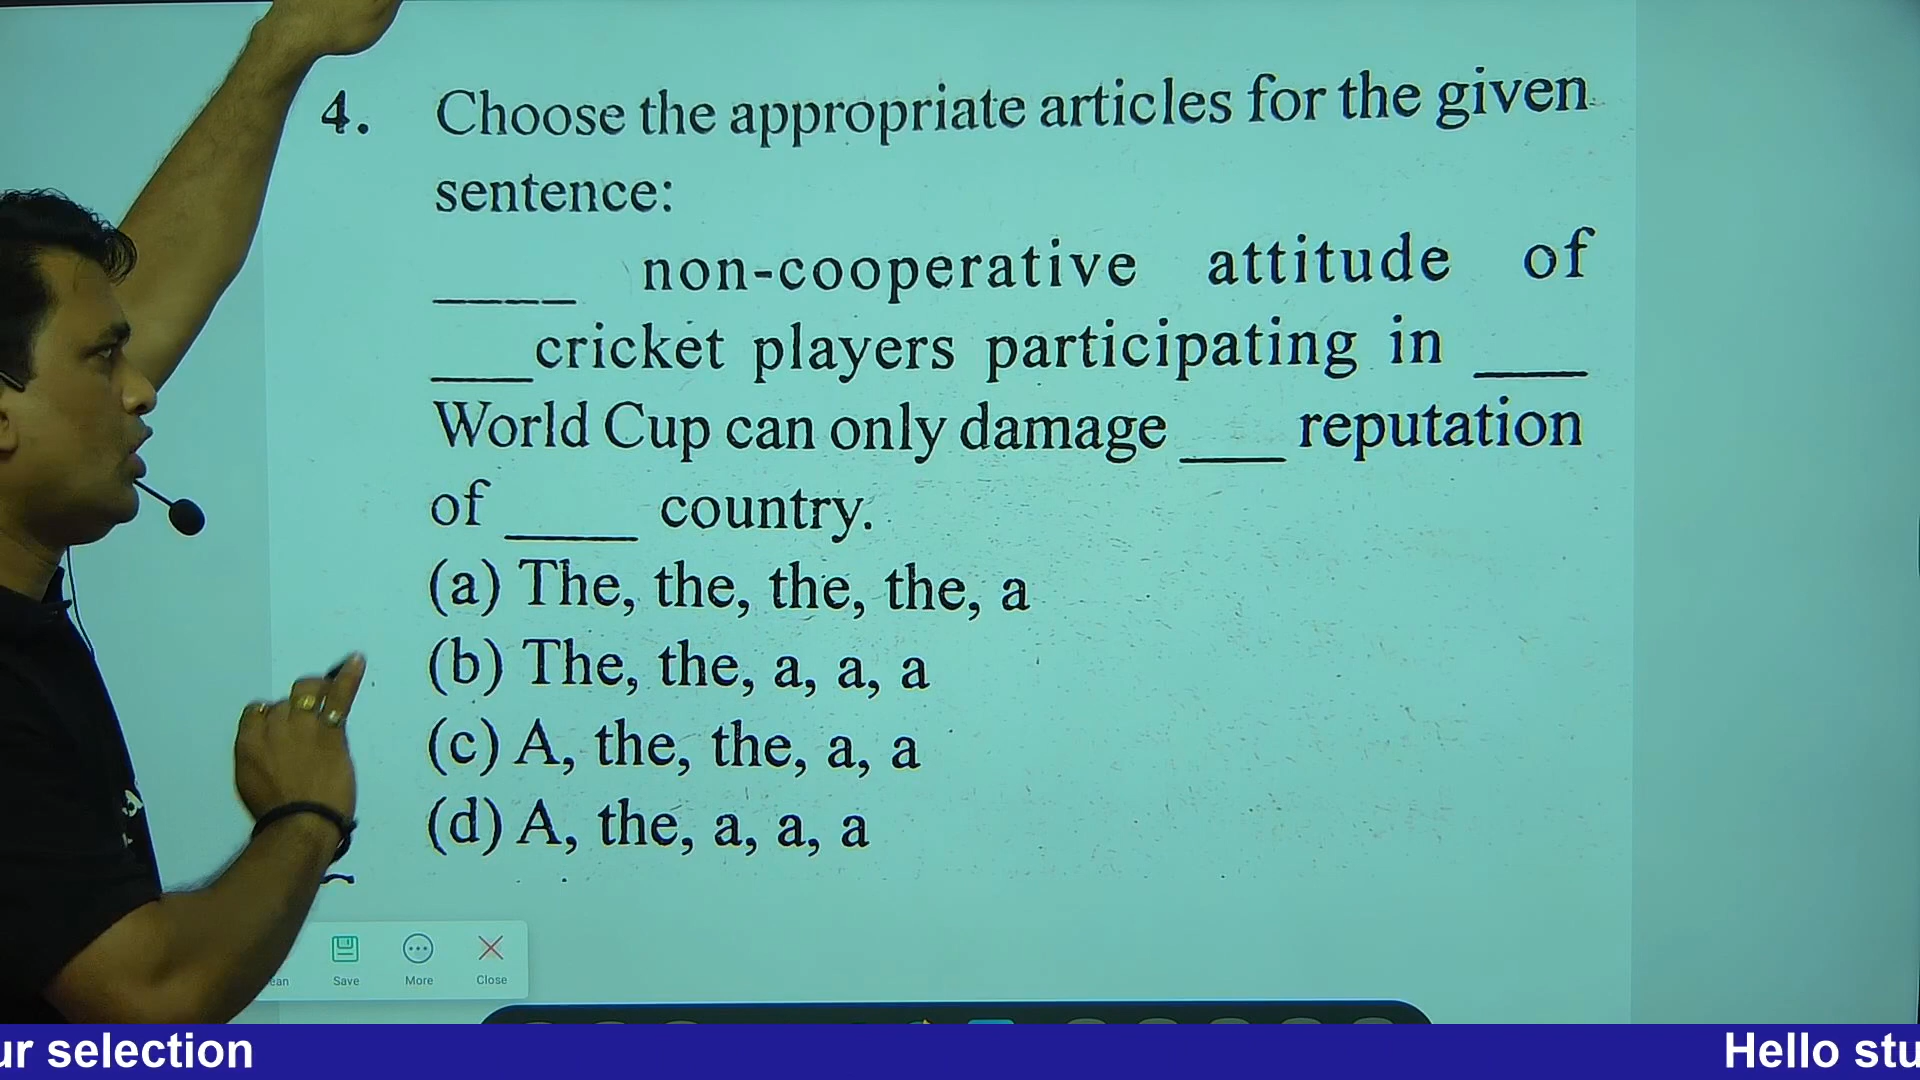 4. Choose the appropriate articles for the given
sentence:
____ non-cooperative attitude of
___cricket players participating in ___
World Cup can only damage ___ reputation
of ____ country.
(a) The, the, the, the, a
(b) The, the, a, a, a
(c) A, the, the, a, a
(d) A, the, a, a, a
ean Save More Close
ur selection Hello stu